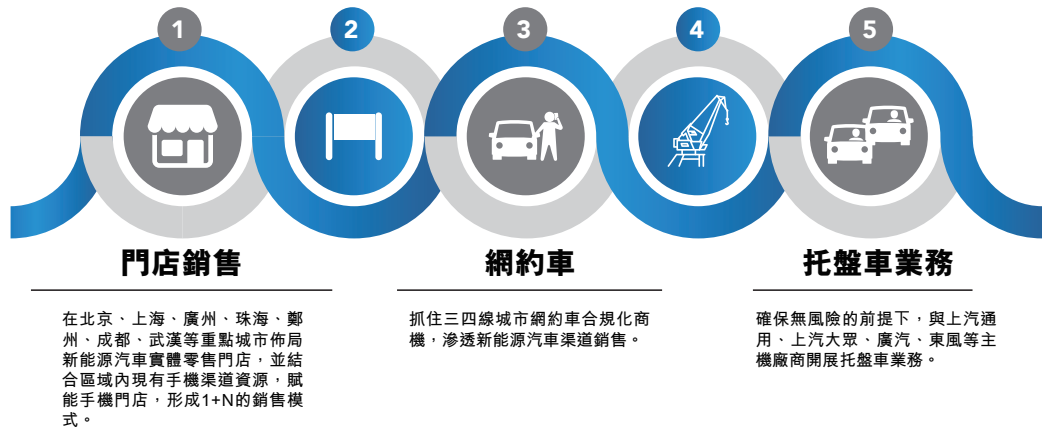 1
2
3
4
5
門店銷售
在北京、上海、廣州、珠海、鄭
州、成都、武漢等重點城市佈局
新能源汽車實體零售門店，並結
合區域內現有手機渠道資源，賦
能手機門店，形成1+N的銷售模
式。
網約車
抓住三四線城市網約車合規化商
機，滲透新能源汽車渠道銷售。
托盤車業務
確保無風險的前提下，與上汽通
用、上汽大眾、廣汽、東風等主
機廠商開展托盤車業務。